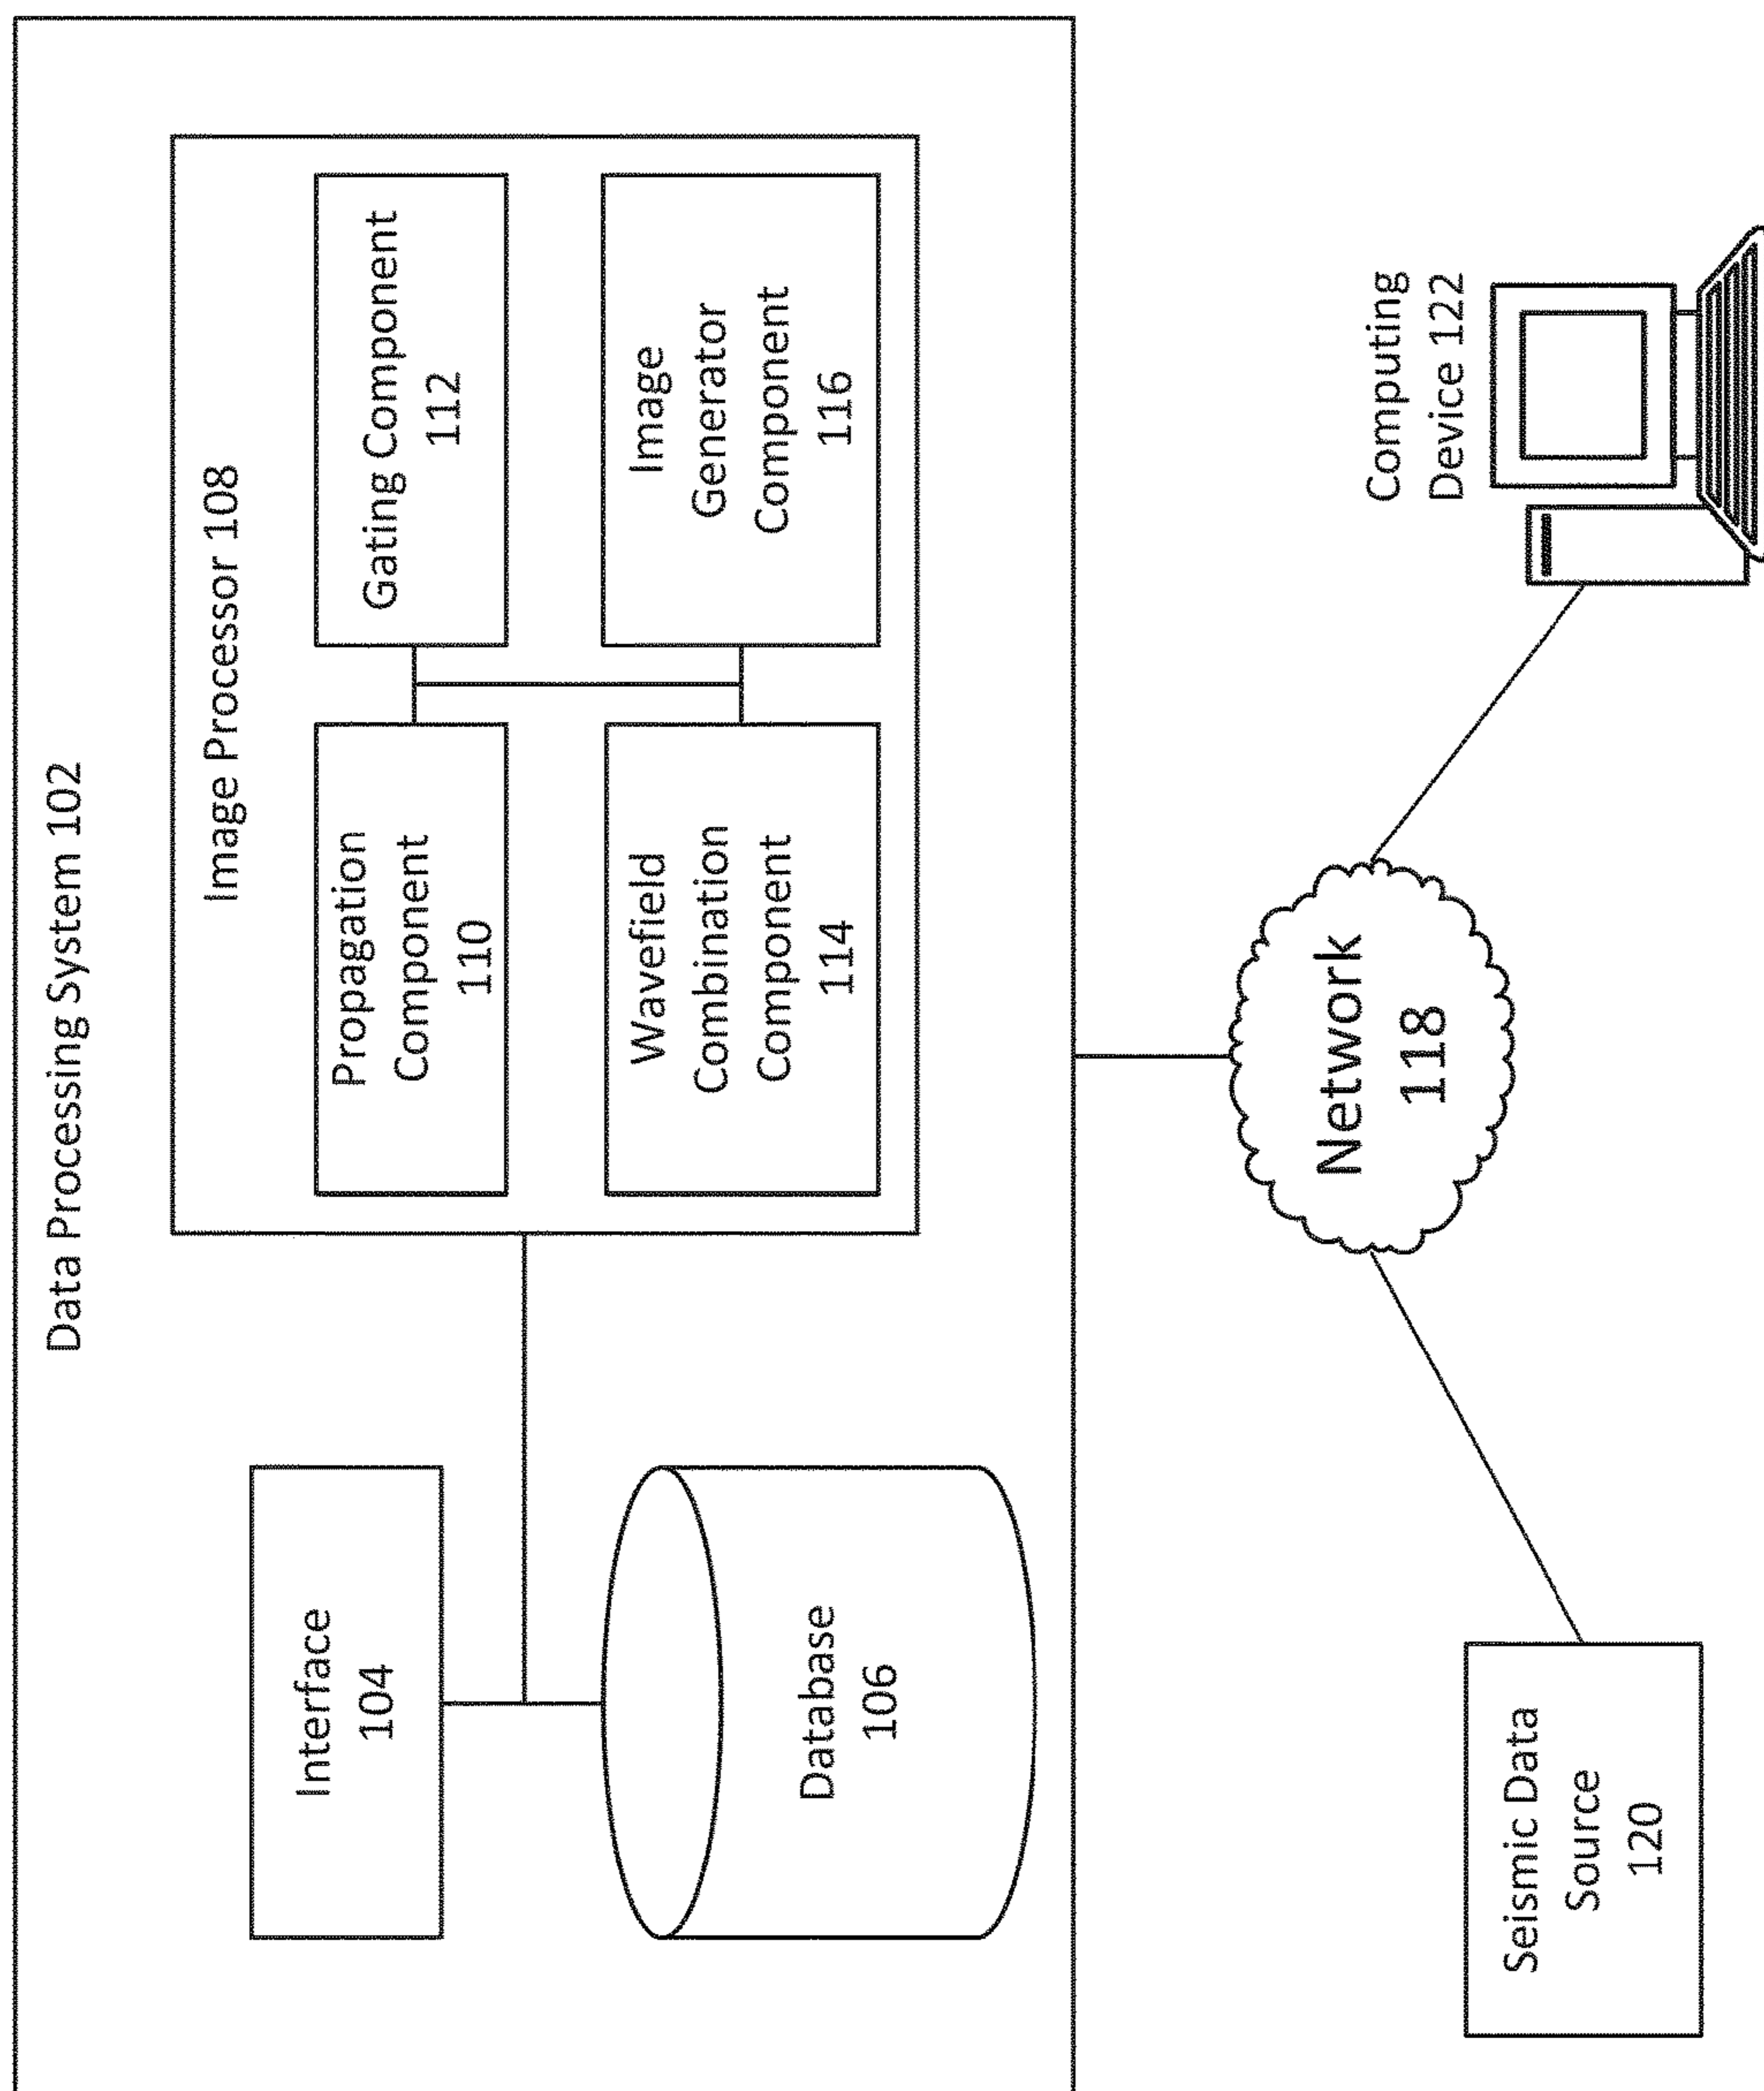 Data Processing System 102
Image Processor 108
Interface
104
Propagation
Component
110
Gating Component
112
Database
106
Wavefield
Combination
Component
114
Image
Generator
Component
116
Network
118
Seismic Data
Source
120
Computing
Device 122